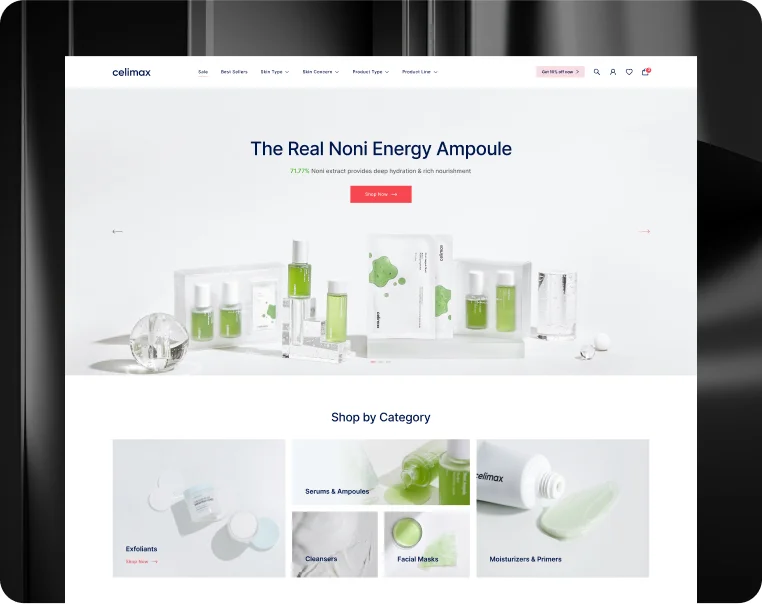 celimax
Sale
Best Sellers
Skin Type
Skin Concern
Product Type
Product Line
Get 10% off now
The Real Noni Energy Ampoule
71.77% Noni extract provides deep hydration & rich nourishment
Shop Now
Shop by Category
Exfoliants
Shop Now
Serums & Ampoules
Cleansers
Facial Masks
celimax
Moisturizers & Primers